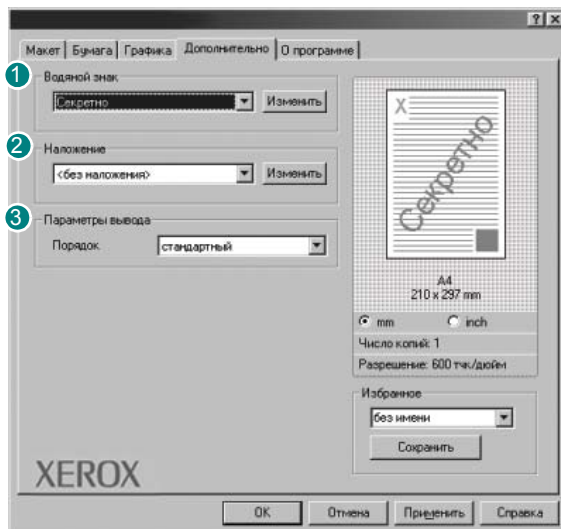 ? x
Макет Бумага Графика Дополнительно О программе
1 Водяной знак
Секретно Изменить
2 Наложение
<без наложения> Изменить
3 Параметры вывода
Порядок стандартный
X
Секретно
A4
210 x 297 mm
mm inch
Число копий: 1
Разрешение: 600 тчк/дюйм
Избранное
без имени
Сохранить
XEROX
OK Отмена Применить Справка